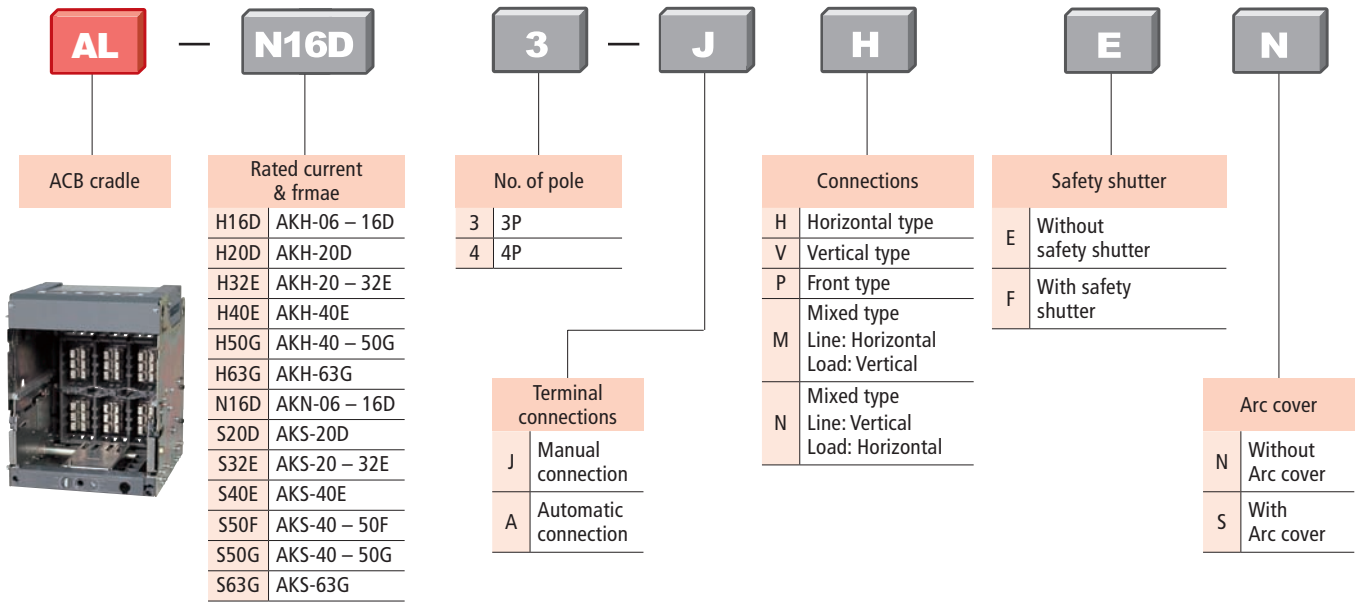 AL — N16D 3 — J H E N
ACB cradle
Rated current
& frmae
H16D AKH-06 – 16D
H20D AKH-20D
H32E AKH-20 – 32E
H40E AKH-40E
H50G AKH-40 – 50G
H63G AKH-63G
N16D AKN-06 – 16D
S20D AKS-20D
S32E AKS-20 – 32E
S40E AKS-40E
S50F AKS-40 – 50F
S50G AKS-40 – 50G
S63G AKS-63G
No. of pole
3 3P
4 4P
Terminal
connections
J Manual
connection
A Automatic
connection
Connections
H Horizontal type
V Vertical type
P Front type
Mixed type
M Line: Horizontal
Load: Vertical
Mixed type
N Line: Vertical
Load: Horizontal
Safety shutter
E Without
safety shutter
F With safety
shutter
Arc cover
N Without
Arc cover
S With
Arc cover